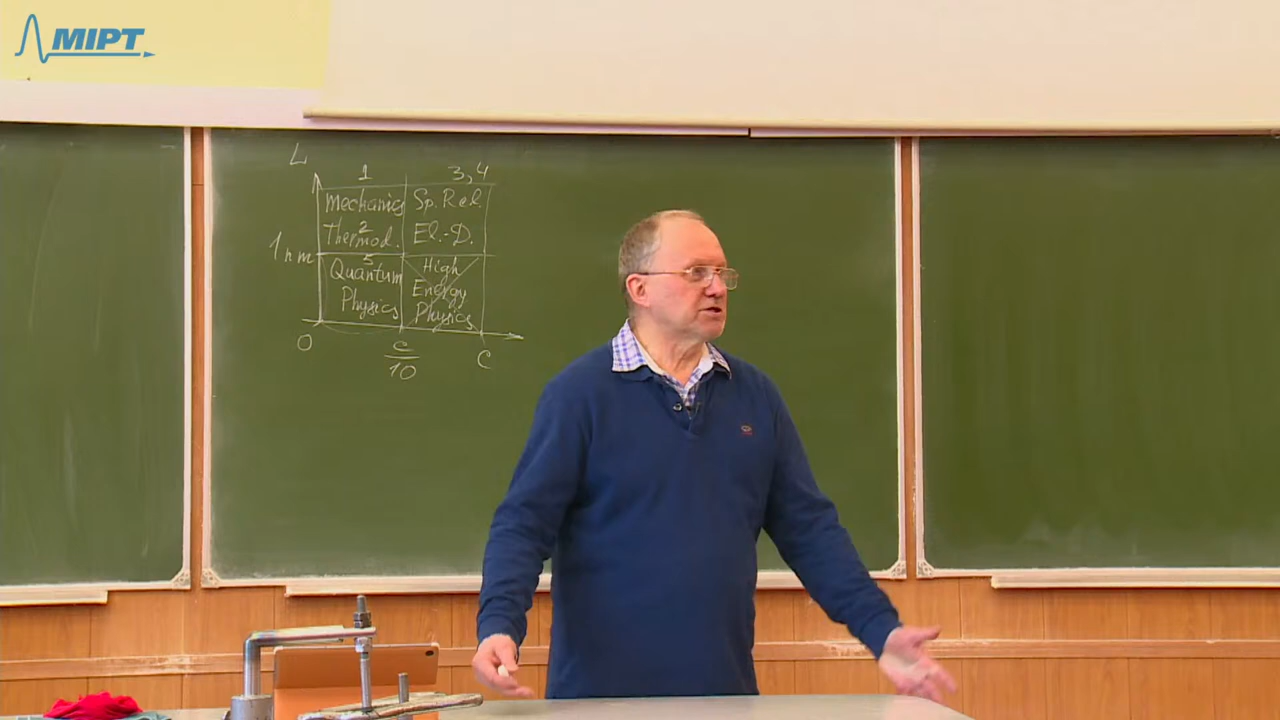 MIPT
L
1 3,4
Mechanics Sp. Rel.
2
Thermod. El.-D.
1 nm
5
Quantum High
Energy
Physics Physics
0 c/10 c